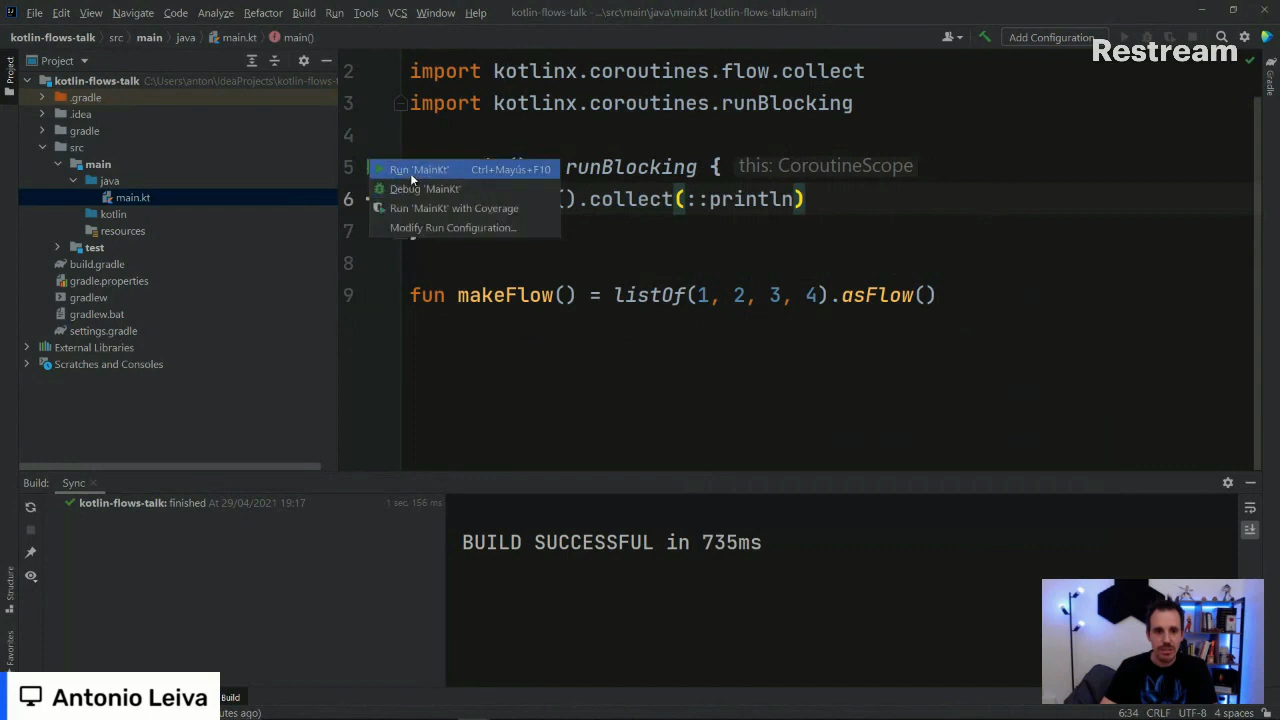 File Edit View Navigate Code Analyze Refactor Build Run Tools VCS Window Help kotlin-flows-talk - ...\src\main\java\main.kt [kotlin-flows-talk.main]
kotlin-flows-talk src main java main.kt main() Add Configuration...
Restream
Project
Project
Gradle
kotlin-flows-talk C:\Users\anton\IdeaProjects\kotlin-flows-t
.gradle
.idea
gradle
src
main
java
main.kt
kotlin
resources
test
build.gradle
gradle.properties
gradlew
gradlew.bat
settings.gradle
External Libraries
Scratches and Consoles
2 import kotlinx.coroutines.flow.collect
3 import kotlinx.coroutines.runBlocking
4
5 runBlocking { this: CoroutineScope
6 ().collect(::println)
7
8
9 fun makeFlow() = listOf(1, 2, 3, 4).asFlow()
Run 'MainKt' Ctrl+Mayús+F10
Debug 'MainKt'
Run 'MainKt' with Coverage
Modify Run Configuration...
Build: Sync
kotlin-flows-talk: finished At 29/04/2021 19:17 1 sec, 156 ms
BUILD SUCCESSFUL in 735ms
Structure
Favorites
Antonio Leiva
Build
6:34 CRLF UTF-8 4 spaces